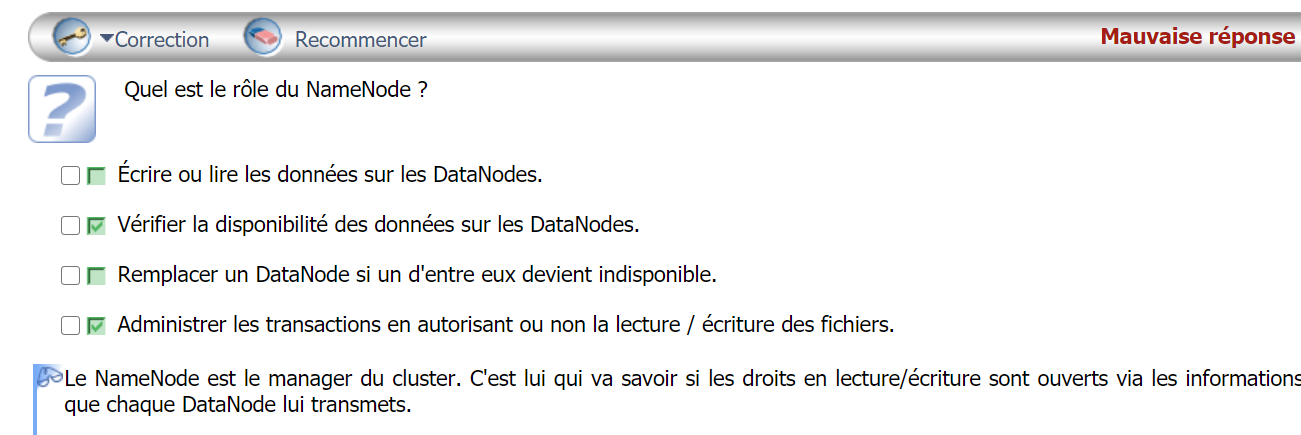 Correction Recommencer Mauvaise réponse
Quel est le rôle du NameNode ?
Écrire ou lire les données sur les DataNodes.
Vérifier la disponibilité des données sur les DataNodes.
Remplacer un DataNode si un d'entre eux devient indisponible.
Administrer les transactions en autorisant ou non la lecture / écriture des fichiers.
Le NameNode est le manager du cluster. C'est lui qui va savoir si les droits en lecture/écriture sont ouverts via les informations
que chaque DataNode lui transmets.